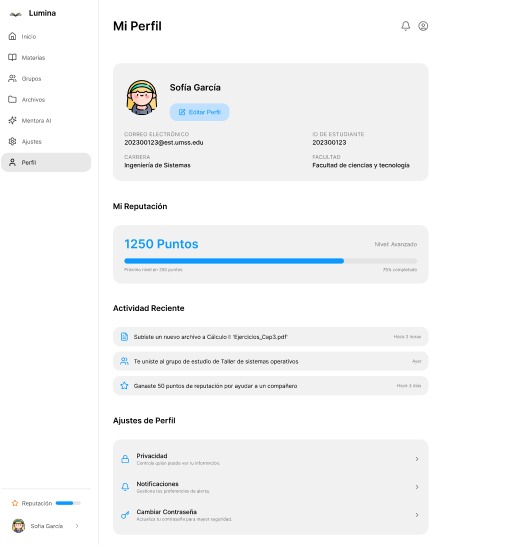 Lumina
Inicio
Materias
Grupos
Archivos
Mentora AI
Ajustes
Perfil
Reputación
Sofía García
Mi Perfil
Sofía García
Editar Perfil
CORREO ELECTRÓNICO
202300123@est.umss.edu
ID DE ESTUDIANTE
202300123
CARRERA
Ingeniería de Sistemas
FACULTAD
Facultad de ciencias y tecnología
Mi Reputación
1250 Puntos
Nivel: Avanzado
Próximo nivel en 250 puntos
75% completado
Actividad Reciente
Subiste un nuevo archivo a Cálculo II 'Ejercicios_Cap3.pdf'
Hace 2 horas
Te uniste al grupo de estudio de Taller de sistemas operativos
Ayer
Ganaste 50 puntos de reputación por ayudar a un compañero
Hace 3 días
Ajustes de Perfil
Privacidad
Controla quien puede ver tu información.
Notificaciones
Gestiona tus preferencias de alerta.
Cambiar Contraseña
Actualiza tu contraseña para mayor seguridad.